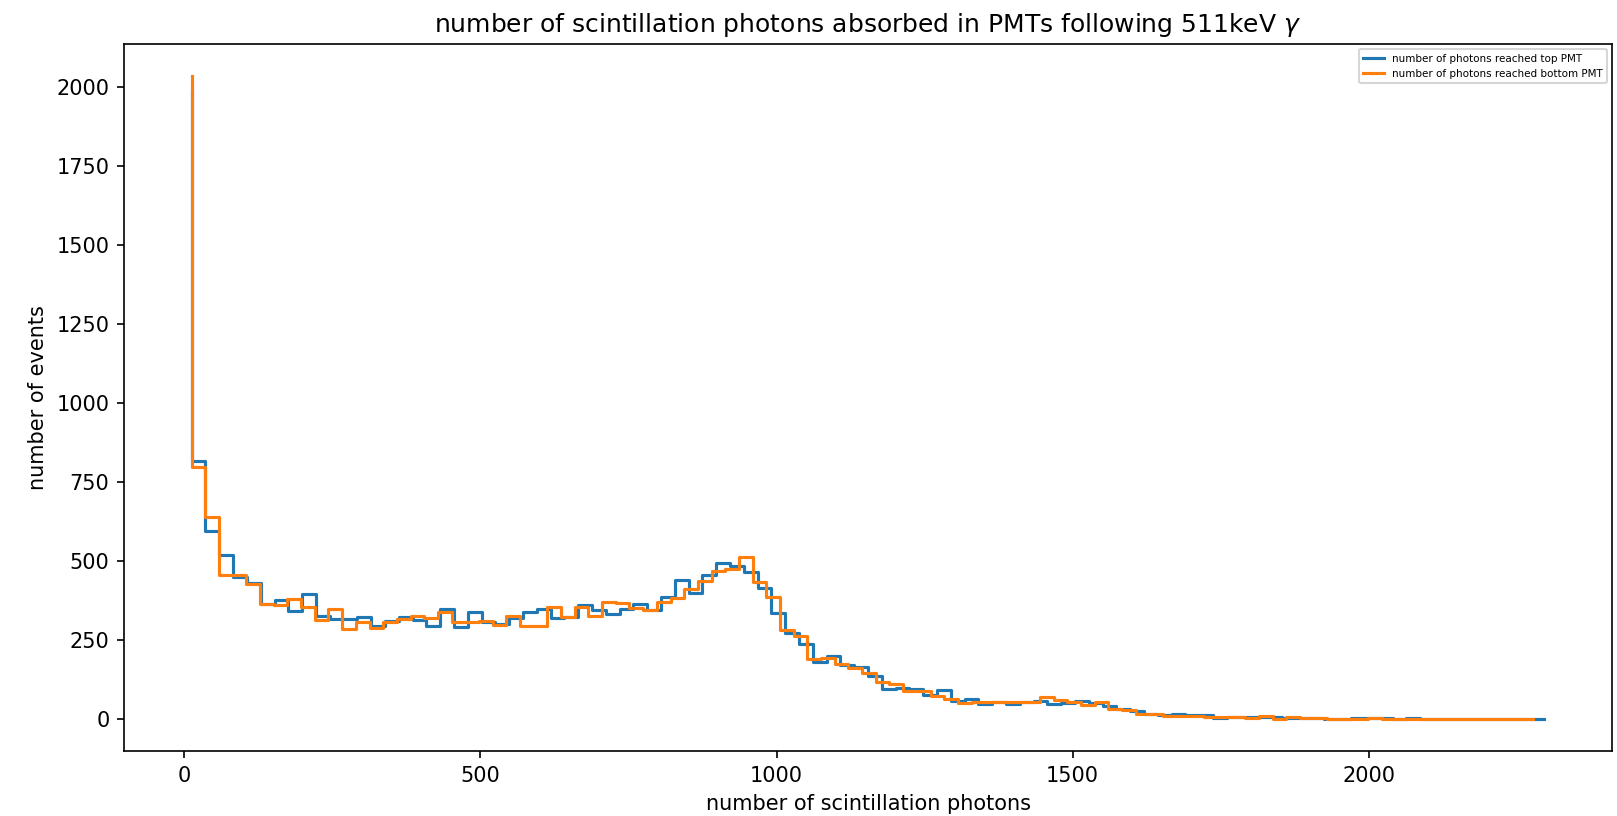 number of scintillation photons absorbed in PMTs following 511keV γ
number of photons reached top PMT
number of photons reached bottom PMT
2000
1750
1500
1250
1000
750
500
250
0
number of events
0 500 1000 1500 2000
number of scintillation photons